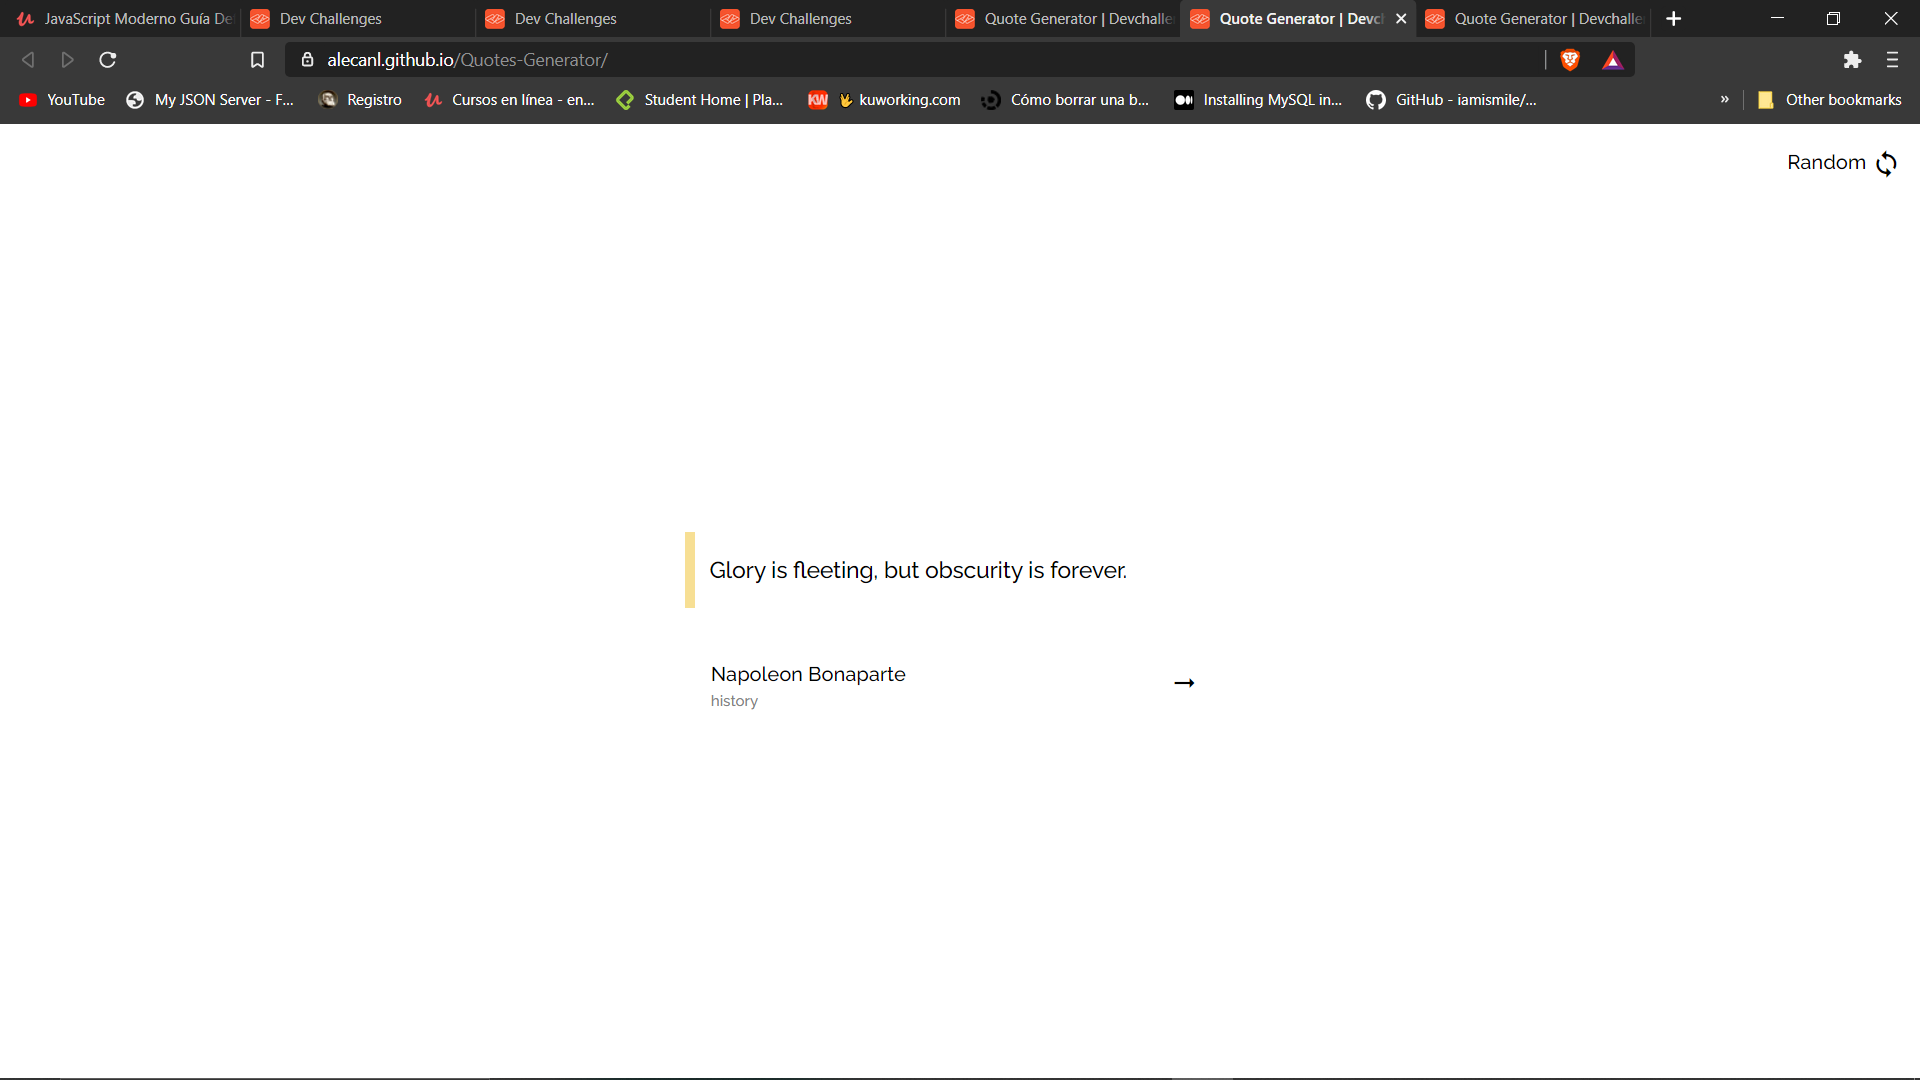 JavaScript Moderno Guía De
Dev Challenges
Dev Challenges
Dev Challenges
Quote Generator | Devchalle
Quote Generator | Devch
Quote Generator | Devchalle
alecanl.github.io/Quotes-Generator/
YouTube
My JSON Server - F...
Registro
Cursos en línea - en...
Student Home | Pla...
KW kuworking.com
Cómo borrar una b...
Installing MySQL in...
GitHub - iamismile/...
»
Other bookmarks
Random
Glory is fleeting, but obscurity is forever.
Napoleon Bonaparte
history